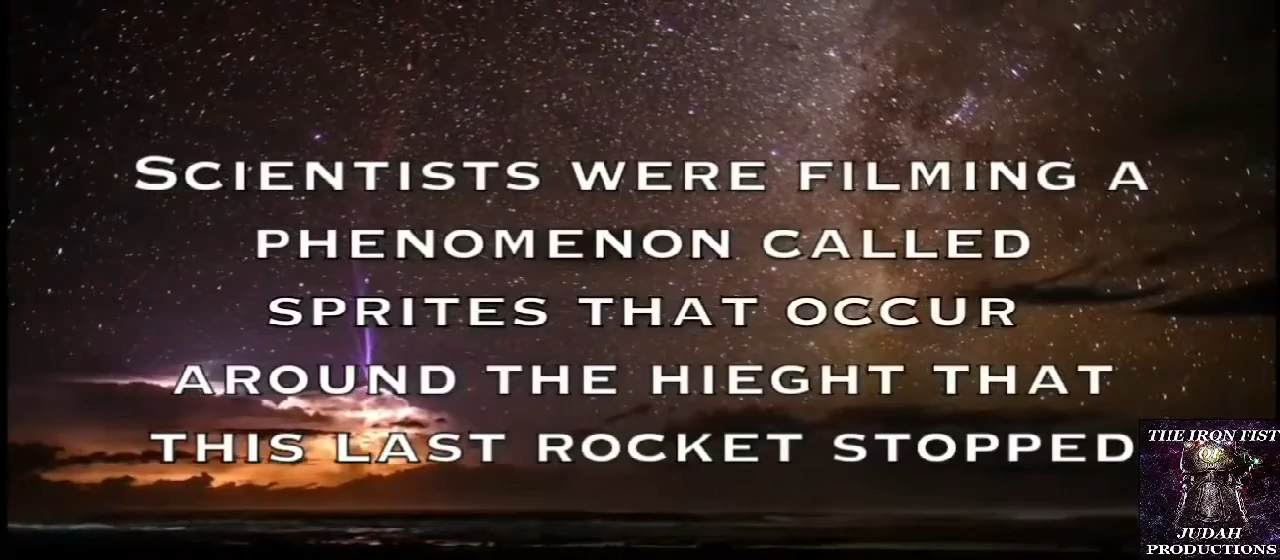 Scientists were filming a
phenomenon called
sprites that occur
around the hieght that
this last rocket stopped
THE IRON FIST
OF
JUDAH
PRODUCTIONS